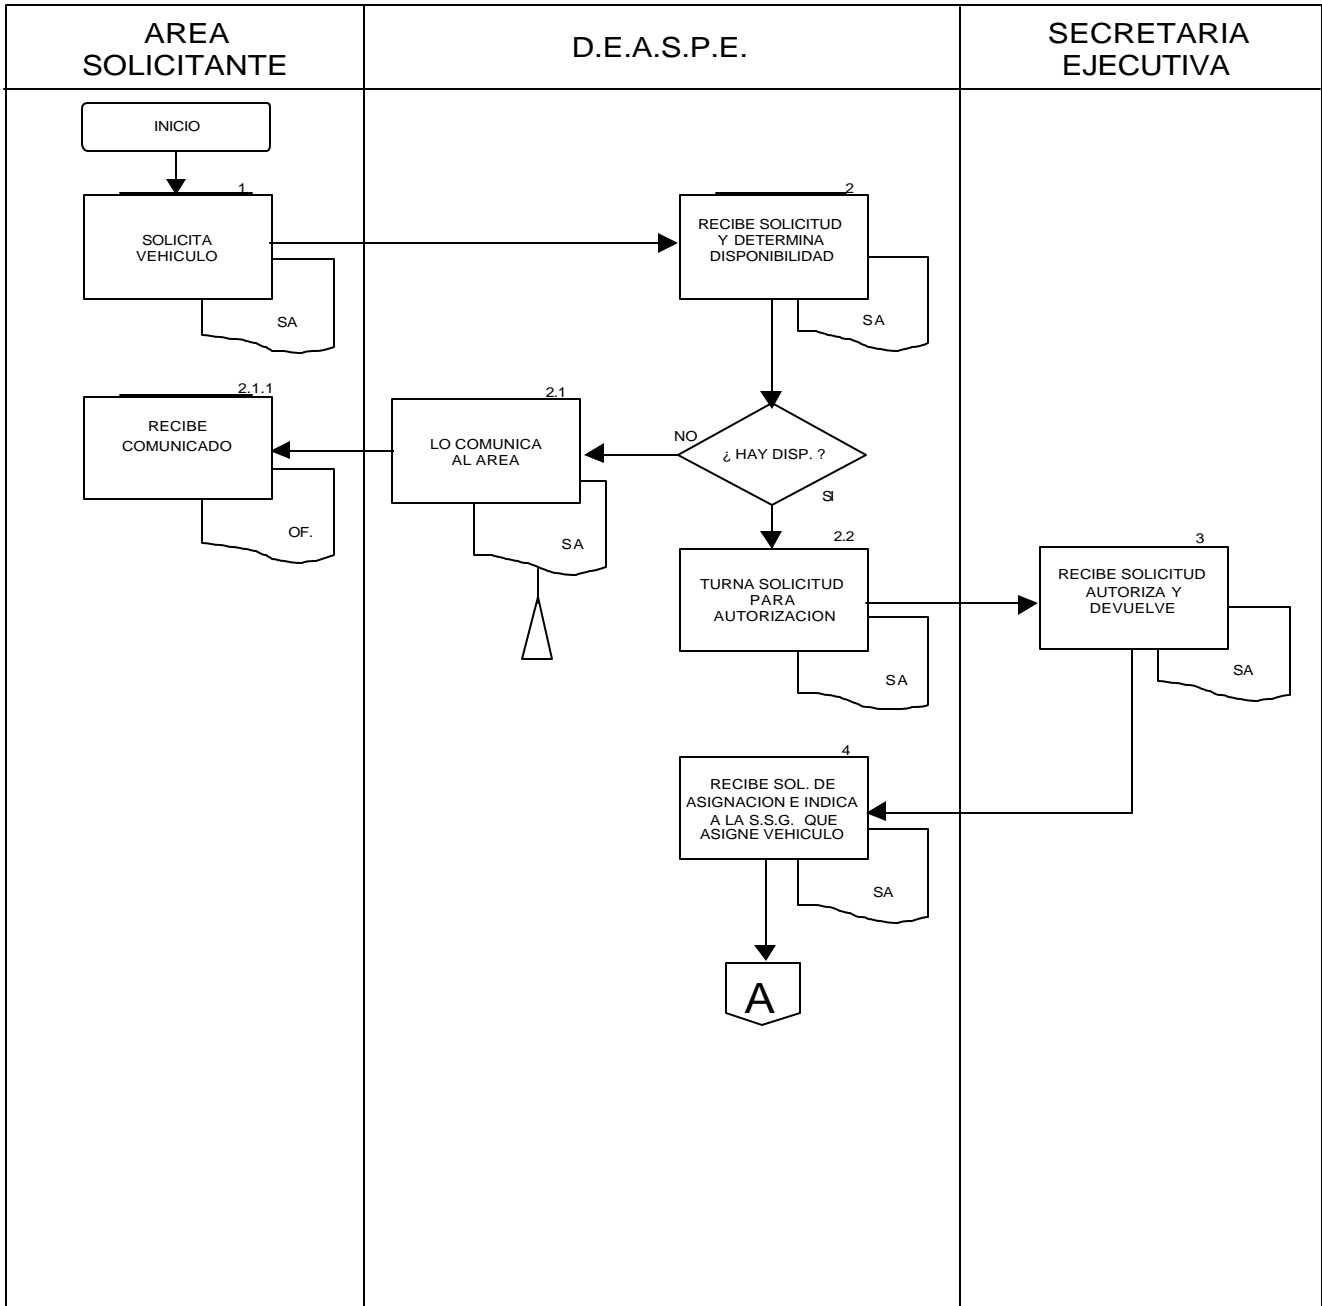 AREA
SOLICITANTE
D.E.A.S.P.E.
SECRETARIA
EJECUTIVA
INICIO
1
SOLICITA
VEHICULO
SA
2
RECIBE SOLICITUD
Y DETERMINA
DISPONIBILIDAD
SA
2.1.1
RECIBE
COMUNICADO
OF.
2.1
LO COMUNICA
AL AREA
SA
NO
¿ HAY DISP. ?
SI
2.2
TURNA SOLICITUD
PARA
AUTORIZACION
SA
3
RECIBE SOLICITUD
AUTORIZA Y
DEVUELVE
SA
4
RECIBE SOL. DE
ASIGNACION E INDICA
A LA S.S.G. QUE
ASIGNE VEHICULO
SA
A